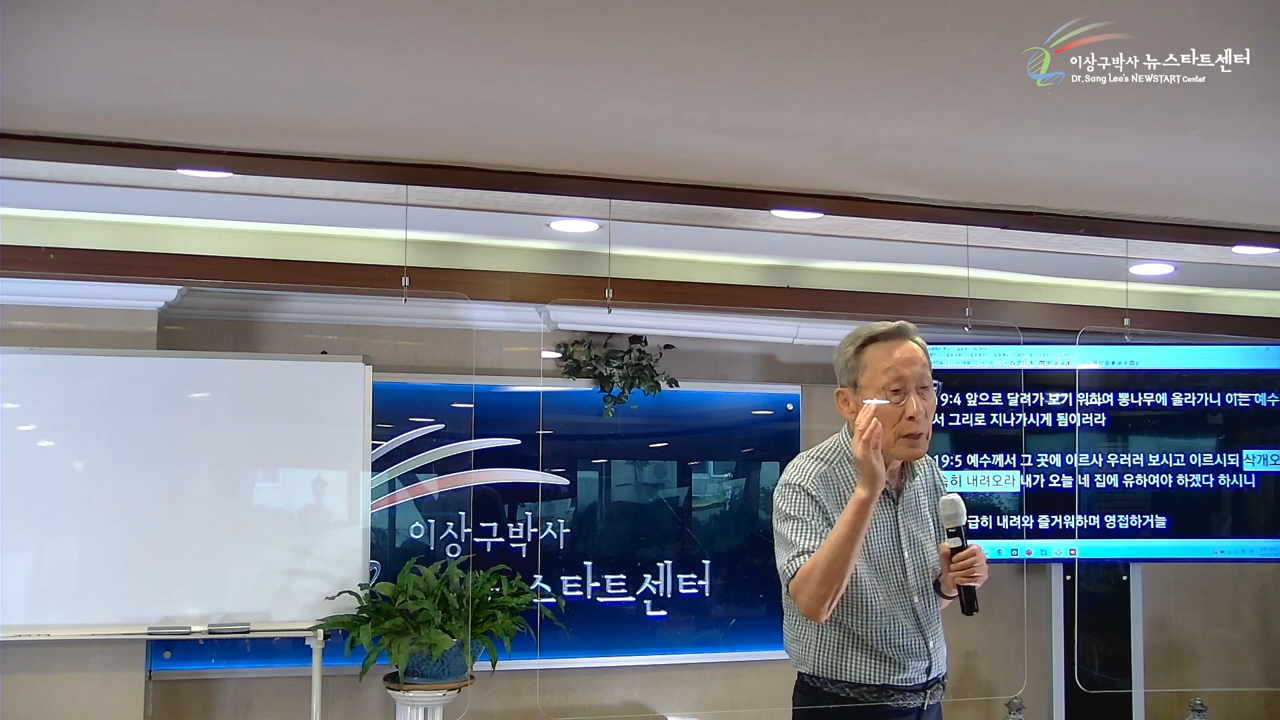 이상구박사 뉴스타트센터
Dr. Sang Lee's NEWSTART Center
9:4 앞으로 달려가 보기 위하여 뽕나무에 올라가니 이는 예수
서 그리로 지나가시게 됨이러라
19:5 예수께서 그 곳에 이르사 우러러 보시고 이르시되 삭개오
속히 내려오라 내가 오늘 네 집에 유하여야 하겠다 하시니
급히 내려와 즐거워하며 영접하거늘
이상구박사
스타트센터